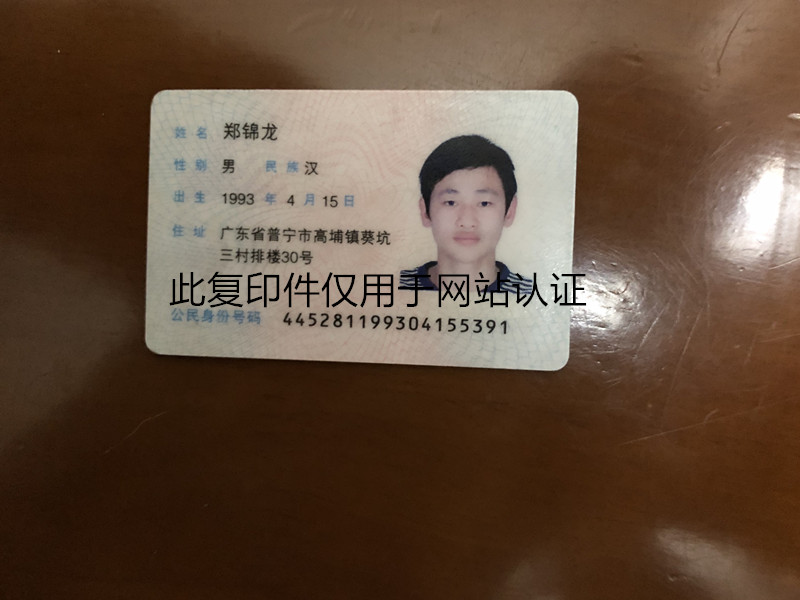 姓名 郑锦龙
性别 男 民族 汉
出生 1993 年 4 月 15 日
住址 广东省普宁市高埔镇葵坑
三村排楼30号
此复印件仅用于网站认证
公民身份号码 445281199304155391